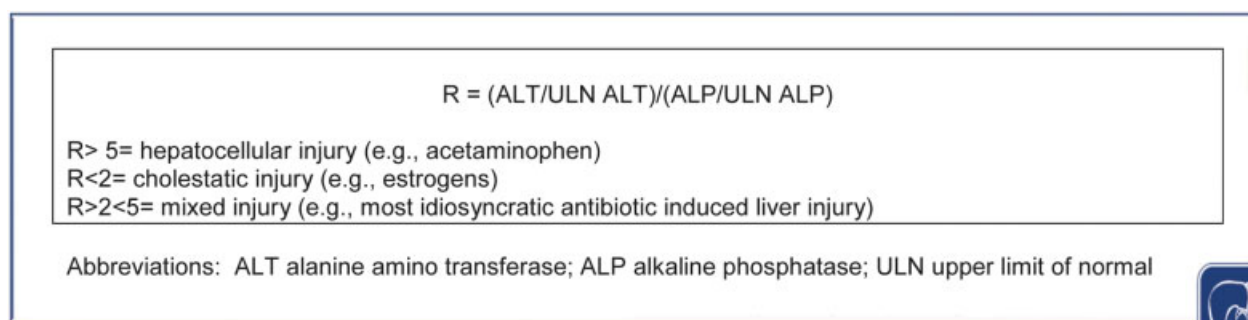 R = (ALT/ULN ALT)/(ALP/ULN ALP)
R> 5= hepatocellular injury (e.g., acetaminophen)
R<2= cholestatic injury (e.g., estrogens)
R>2<5= mixed injury (e.g., most idiosyncratic antibiotic induced liver injury)
Abbreviations:  ALT alanine amino transferase; ALP alkaline phosphatase; ULN upper limit of normal